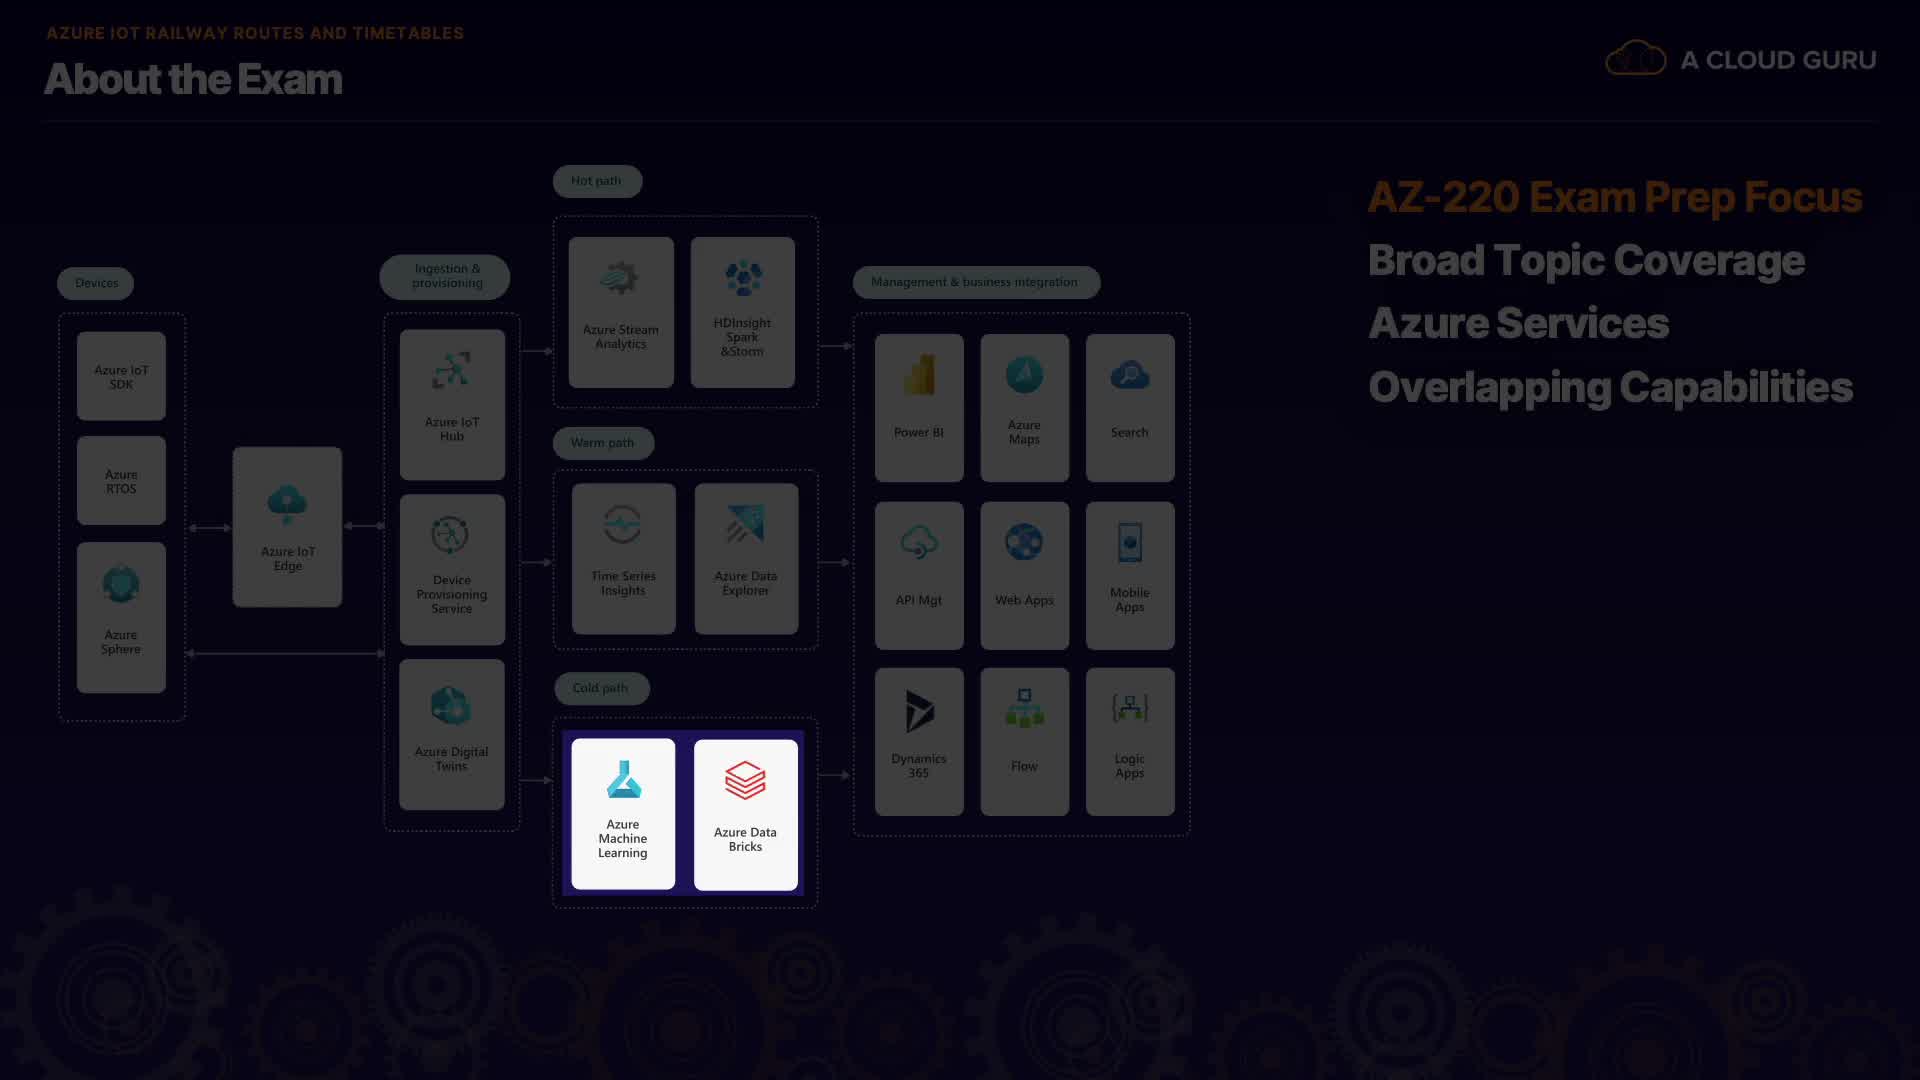 AZURE IOT RAILWAY ROUTES AND TIMETABLES
About the Exam
A CLOUD GURU
Devices
Azure IoT
SDK
Azure
RTOS
Azure
Sphere
Azure IoT
Edge
Ingestion &
provisioning
Azure IoT
Hub
Device
Provisioning
Service
Azure Digital
Twins
Hot path
Azure Stream
Analytics
HDInsight
Spark
&Storm
Warm path
Time Series
Insights
Azure Data
Explorer
Cold path
Azure
Machine
Learning
Azure Data
Bricks
Management & business integration
Power BI
Azure
Maps
Search
API Mgt
Web Apps
Mobile
Apps
Dynamics
365
Flow
Logic
Apps
AZ-220 Exam Prep Focus
Broad Topic Coverage
Azure Services
Overlapping Capabilities